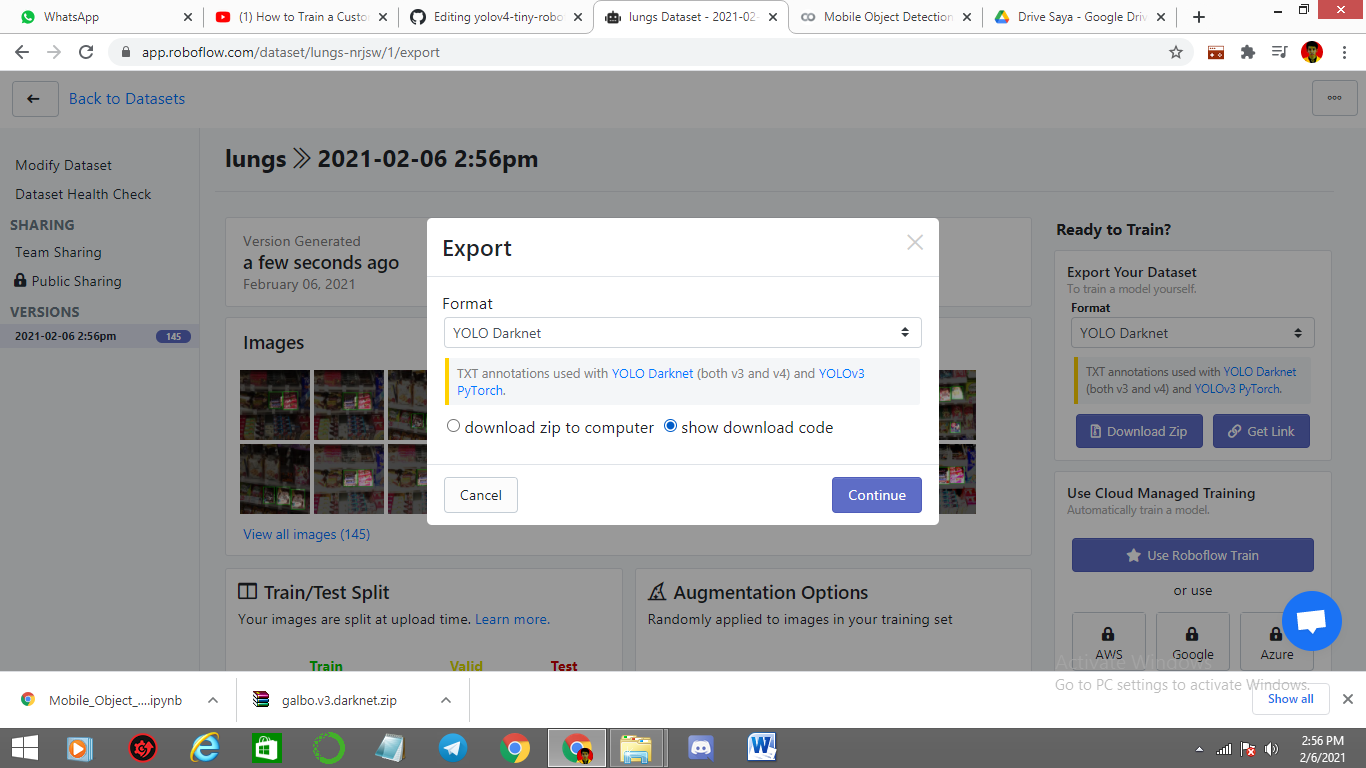 WhatsApp
(1) How to Train a Custo
Editing yolov4-tiny-robo
lungs Dataset - 2021-02-
Mobile Object Detection
Drive Saya - Google Driv
app.roboflow.com/dataset/lungs-nrjsw/1/export
Back to Datasets
Modify Dataset
Dataset Health Check
SHARING
Team Sharing
Public Sharing
VERSIONS
2021-02-06 2:56pm
145
lungs 2021-02-06 2:56pm
Version Generated
a few seconds ago
February 06, 2021
Images
View all images (145)
Train/Test Split
Your images are split at upload time. Learn more.
Train
Valid
Test
Augmentation Options
Randomly applied to images in your training set
Export
Format
YOLO Darknet
TXT annotations used with YOLO Darknet (both v3 and v4) and YOLOv3
PyTorch.
download zip to computer
show download code
Cancel
Continue
Ready to Train?
Export Your Dataset
To train a model yourself.
Format
YOLO Darknet
TXT annotations used with YOLO Darknet
(both v3 and v4) and YOLOv3 PyTorch.
Download Zip
Get Link
Use Cloud Managed Training
Automatically train a model.
Use Roboflow Train
or use
AWS
Google
Azure
Activate Windows
Go to PC settings to activate Windows.
Mobile_Object_....ipynb
galbo.v3.darknet.zip
Show all
2:56 PM
2/6/2021